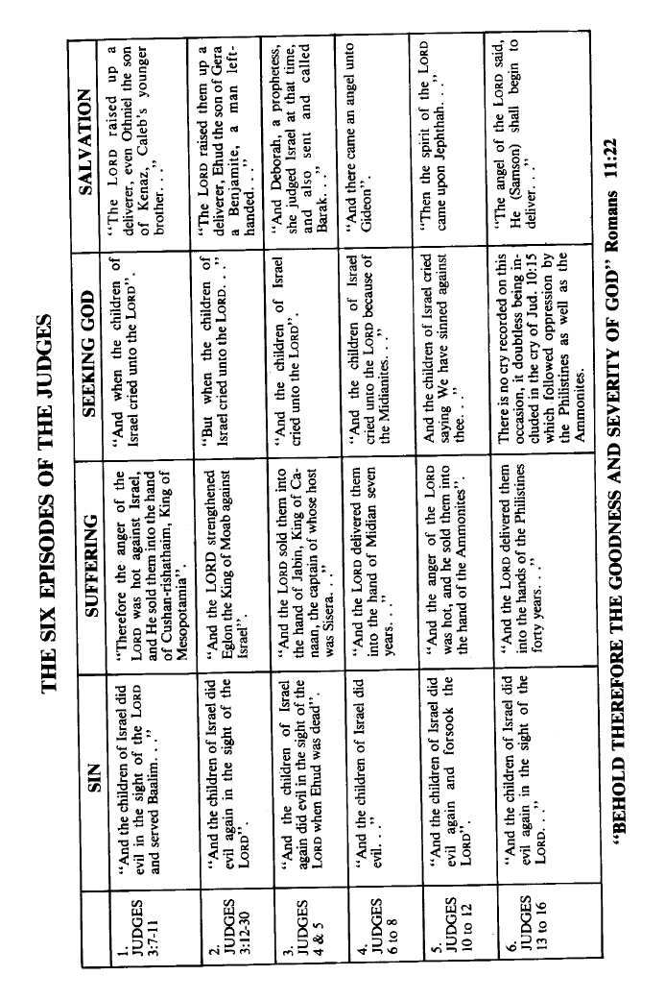 THE SIX EPISODES OF THE JUDGES
SIN
SUFFERING
SEEKING GOD
SALVATION
1.
JUDGES
3:7-11
“And the children of Israel did
evil in the sight of the LORD
and served Baalim. . .”
“Therefore the anger of the
LORD was hot against Israel,
and He sold them into the hand
of Cushan-rishathaim, King of
Mesopotamia”.
“And when the children of
Israel cried unto the LORD”.
“The LORD raised up a
deliverer, even Othniel the son
of Kenaz, Caleb’s younger
brother. . .”
2.
JUDGES
3:12-30
“And the children of Israel did
evil again in the sight of the
LORD”.
“And the LORD strengthened
Eglon the King of Moab against
Israel”.
“But when the children of
Israel cried unto the LORD. . .”
“The LORD raised them up a
deliverer, Ehud the son of Gera
a Benjamite, a man left-
handed. . .”
3.
JUDGES
4 & 5
“And the children of Israel
again did evil in the sight of the
LORD when Ehud was dead”.
“And the LORD sold them into
the hand of Jabin, King of Ca-
naan, the captain of whose host
was Sisera. . .”
“And the children of Israel
cried unto the LORD”.
“And Deborah, a prophetess,
she judged Israel at that time,
and also sent and called
Barak. . .”
4.
JUDGES
6 to 8
“And the children of Israel did
evil. . .”
“And the LORD delivered them
into the hand of Midian seven
years. . .”
“And the children of Israel
cried unto the LORD because of
the Midianites. . .”
“And there came an angel unto
Gideon”.
5.
JUDGES
10 to 12
“And the children of Israel did
evil again and forsook the
LORD”.
“And the anger of the LORD
was hot, and he sold them into
the hand of the Ammonites”.
And the children of Israel cried
saying We have sinned against
thee. . .”
“Then the spirit of the LORD
came upon Jephthah. . .”
6.
JUDGES
13 to 16
“And the children of Israel did
evil again in the sight of the
LORD. . .”
“And the LORD delivered them
into the hands of the Philistines
forty years. . .”
There is no cry recorded on this
occasion, it doubtless being in-
cluded in the cry of Jud. 10:15
which followed oppression by
the Philistines as well as the
Ammonites.
“The angel of the LORD said,
He (Samson) shall begin to
deliver. . .”
“BEHOLD THEREFORE THE GOODNESS AND SEVERITY OF GOD” Romans 11:22